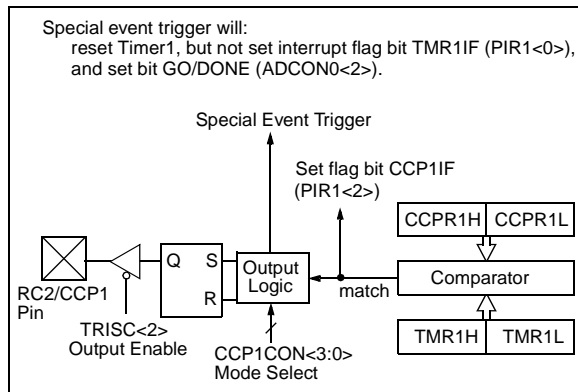 Special event trigger will:
reset Timer1, but not set interrupt flag bit TMR1IF (PIR1<0>),
and set bit GO/DONE (ADCON0<2>).
Special Event Trigger
Set flag bit CCP1IF
(PIR1<2>)
CCPR1H CCPR1L
Q S Output
Logic
R
match
Comparator
RC2/CCP1
Pin
TRISC<2>
Output Enable
CCP1CON<3:0>
Mode Select
TMR1H TMR1L